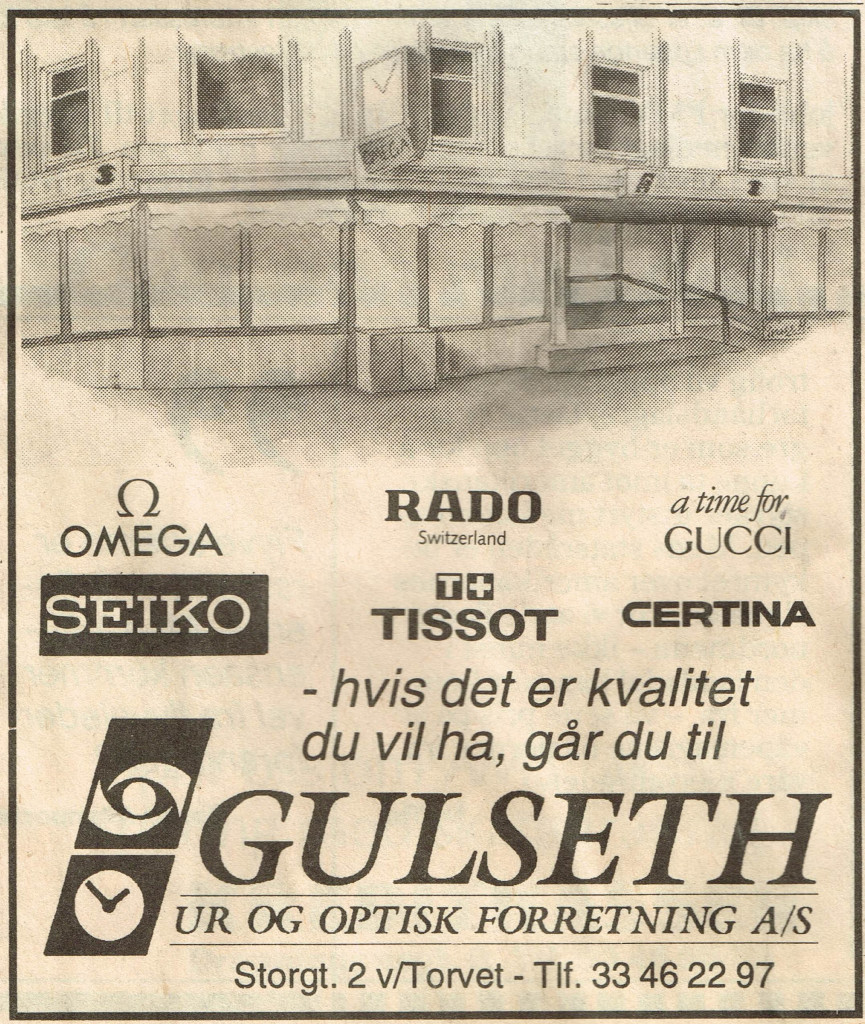 OMEGA
Ω
OMEGA
RADO
Switzerland
a time for
GUCCI
SEIKO
T+
TISSOT
CERTINA
- hvis det er kvalitet
du vil ha, går du til
GULSETH
UR OG OPTISK FORRETNING A/S
Storgt. 2 v/Torvet - Tlf. 33 46 22 97